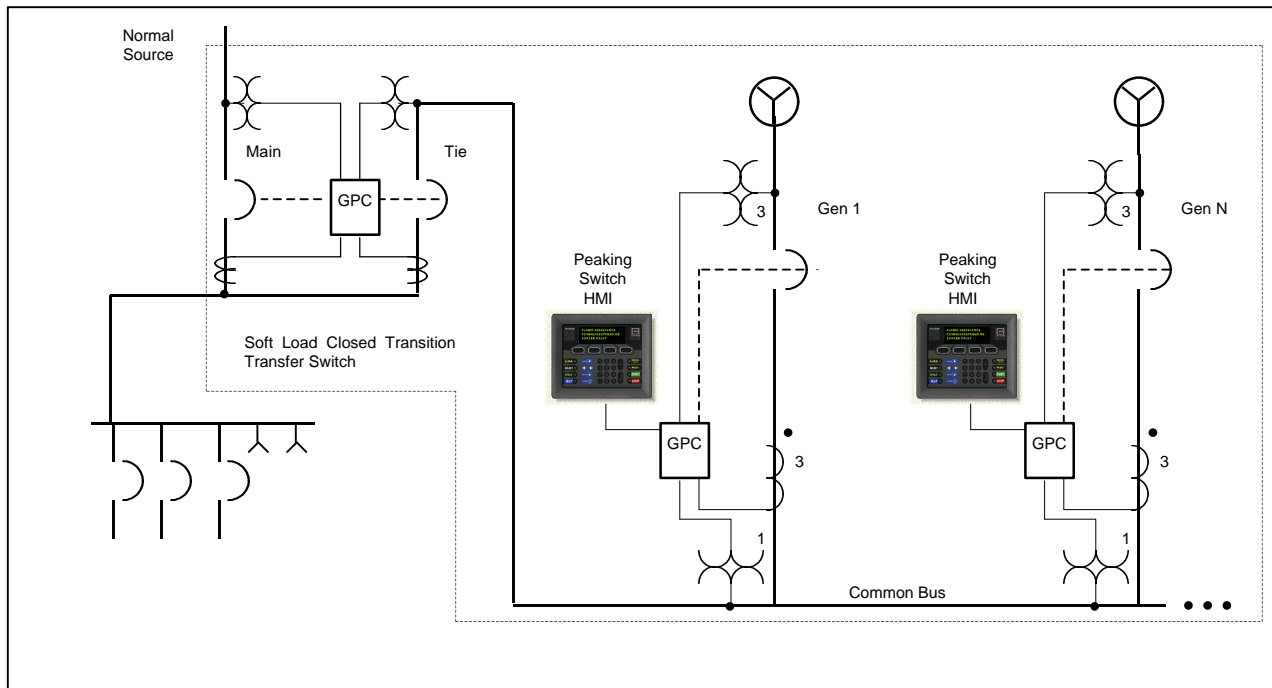 Normal
Source
Main
Tie
GPC
Soft Load Closed Transition
Transfer Switch
3
Gen 1
Peaking
Switch
HMI
GPC
3
1
3
Gen N
Peaking
Switch
HMI
GPC
3
1
Common Bus